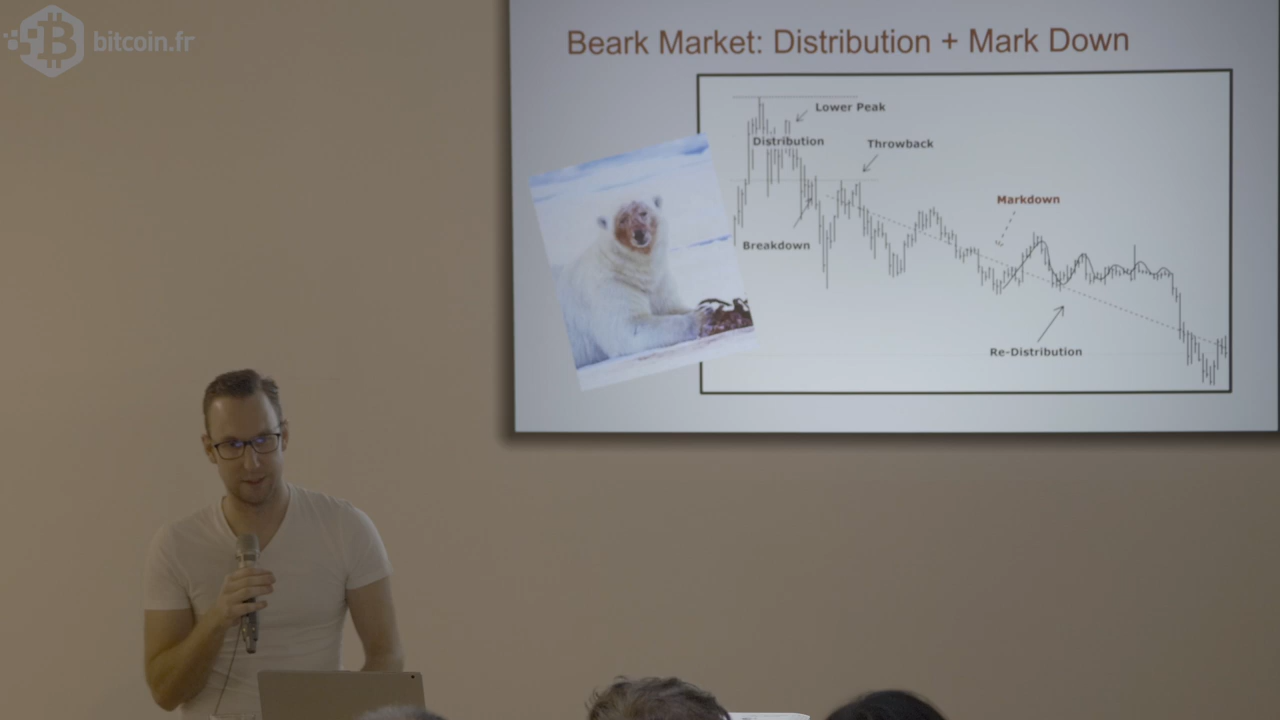 bitcoin.fr
Beark Market: Distribution + Mark Down
Lower Peak
Distribution
Throwback
Markdown
Breakdown
Re-Distribution